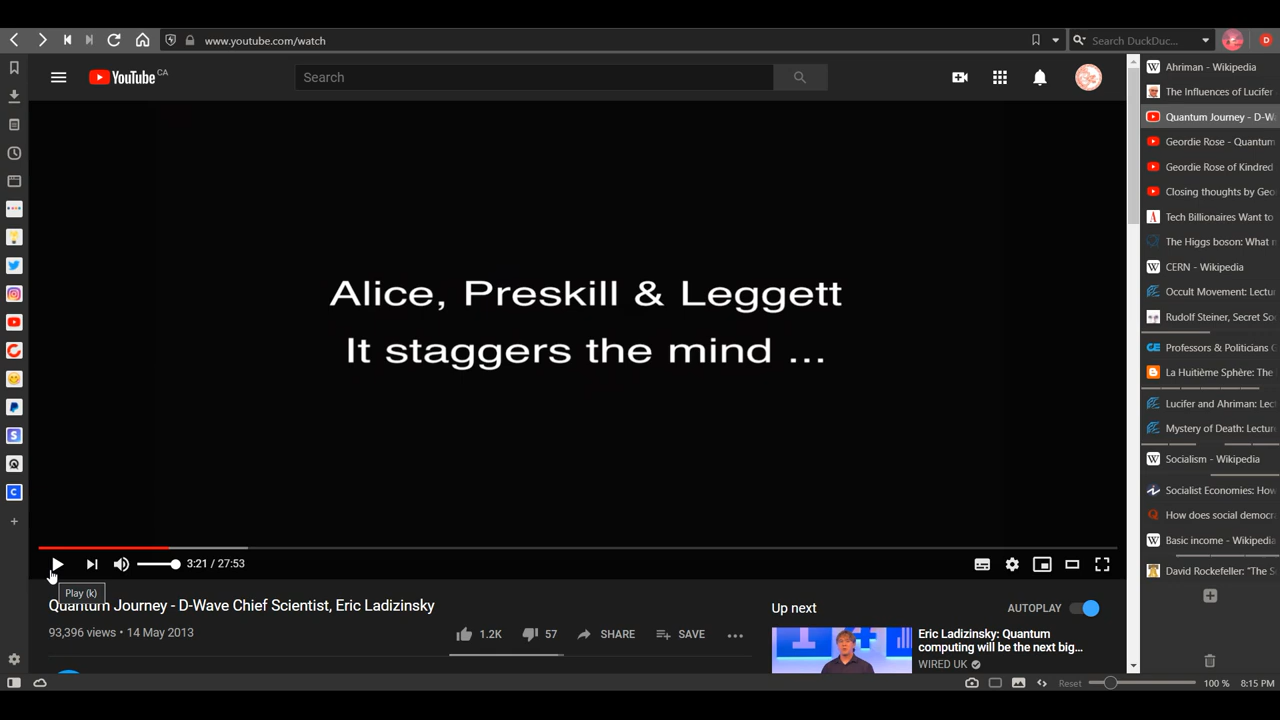 www.youtube.com/watch
Search DuckDuc...
D
YouTube CA
Search
Alice, Preskill & Leggett
It staggers the mind ...
3:21 / 27:53
Play (k)
Quantum Journey - D-Wave Chief Scientist, Eric Ladizinsky
93,396 views • 14 May 2013
1.2K
57
SHARE
SAVE
Up next
AUTOPLAY
Eric Ladizinsky: Quantum
computing will be the next big...
WIRED UK
Ahriman - Wikipedia
The Influences of Lucifer
Quantum Journey - D-W
Geordie Rose - Quantum
Geordie Rose of Kindred
Closing thoughts by Geo
Tech Billionaires Want to
The Higgs boson: What
CERN - Wikipedia
Occult Movement: Lectu
Rudolf Steiner, Secret So
Professors & Politicians
La Huitième Sphère: The
Lucifer and Ahriman: Lec
Mystery of Death: Lectur
Socialism - Wikipedia
Socialist Economies: How
How does social democr
Basic income - Wikipedia
David Rockefeller: "The S
Reset
100 %
8:15 PM